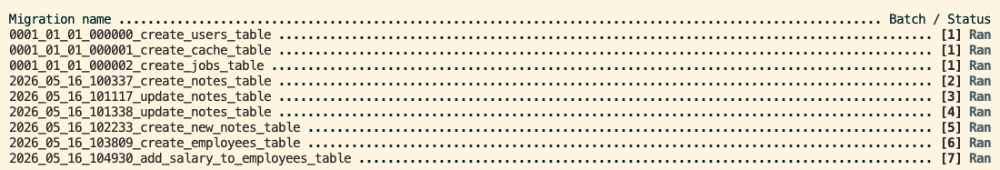 Migration name ........................................................................................................ Batch / Status
0001_01_01_000000_create_users_table .......................................................................................... [1] Ran
0001_01_01_000001_create_cache_table .......................................................................................... [1] Ran
0001_01_01_000002_create_jobs_table ........................................................................................... [1] Ran
2026_05_16_100337_create_notes_table .......................................................................................... [2] Ran
2026_05_16_101117_update_notes_table .......................................................................................... [3] Ran
2026_05_16_101338_update_notes_table .......................................................................................... [4] Ran
2026_05_16_102233_create_new_notes_table ...................................................................................... [5] Ran
2026_05_16_103809_create_employees_table ...................................................................................... [6] Ran
2026_05_16_104930_add_salary_to_employees_table ............................................................................... [7] Ran